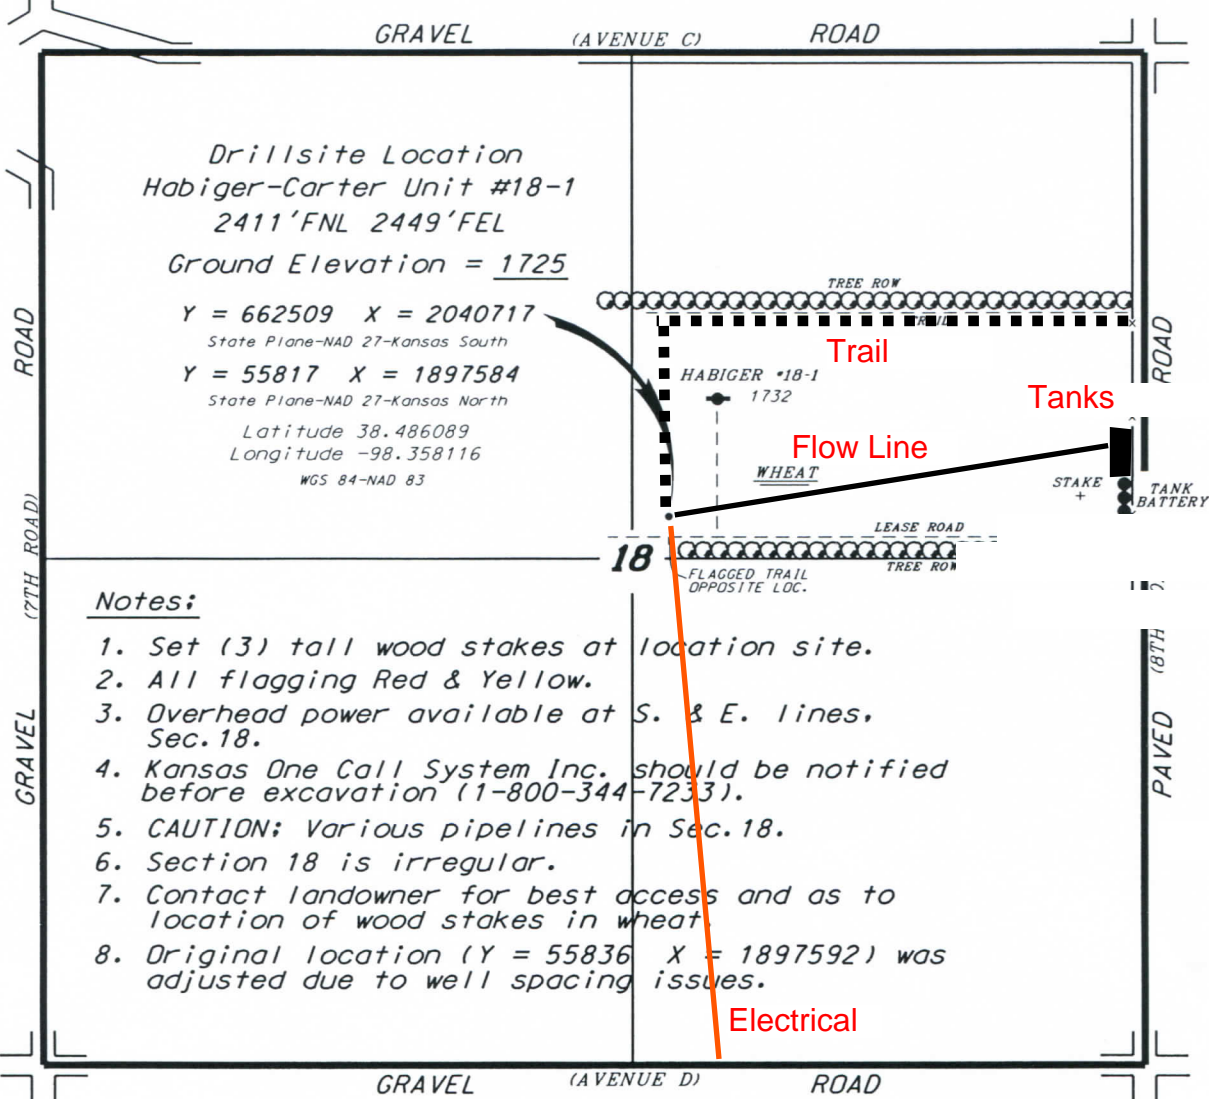 GRAVEL (AVENUE C) ROAD
Drillsite Location
Habiger-Carter Unit #18-1
2411'FNL 2449'FEL
Ground Elevation = 1725
Y = 662509 X = 2040717
State Plane-NAD 27-Kansas South
Y = 55817 X = 1897584
State Plane-NAD 27-Kansas North
Latitude 38.486089
Longitude -98.358116
WGS 84-NAD 83
TREE ROW
TRAIL
Trail
HABIGER #18-1
1732
Tanks
Flow Line
WHEAT
STAKE
+
TANK
BATTERY
LEASE ROAD
18
TREE ROW
FLAGGED TRAIL
OPPOSITE LOC.
ROAD
(7TH ROAD)
GRAVEL
ROAD
(8TH
PAVED
Notes:
1. Set (3) tall wood stakes at location site.
2. All flagging Red & Yellow.
3. Overhead power available at S. & E. lines,
Sec.18.
4. Kansas One Call System Inc. should be notified
before excavation (1-800-344-7233).
5. CAUTION: Various pipelines in Sec.18.
6. Section 18 is irregular.
7. Contact landowner for best access and as to
location of wood stakes in wheat.
8. Original location (Y = 55836 X = 1897592) was
adjusted due to well spacing issues.
Electrical
GRAVEL (AVENUE D) ROAD